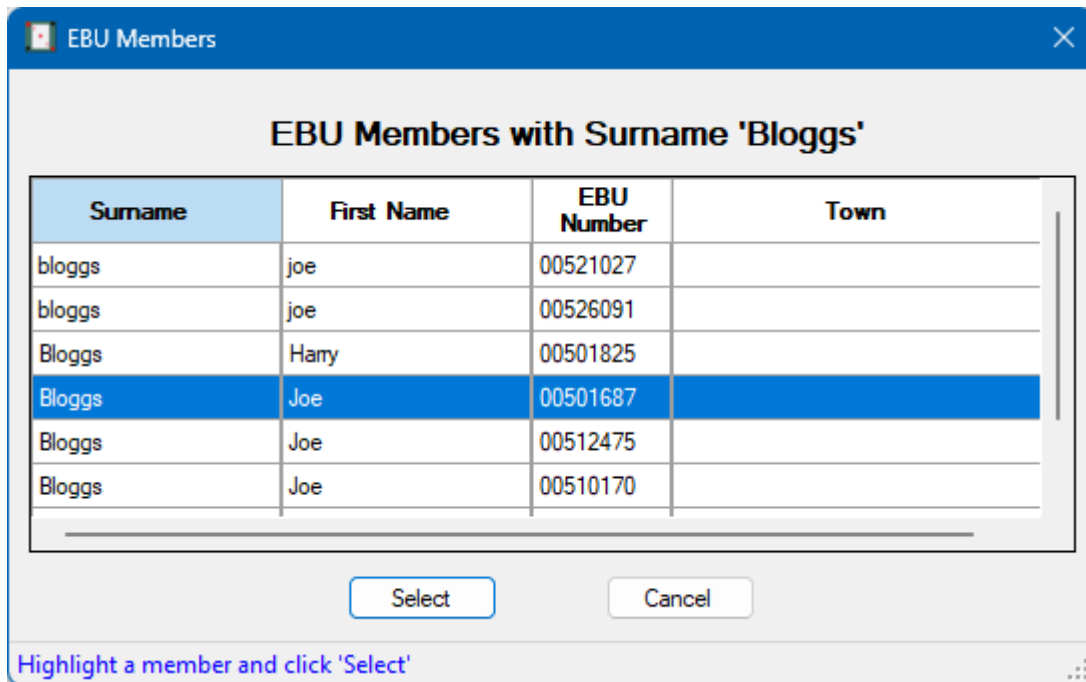 EBU Members
EBU Members with Surname 'Bloggs'
Surname First Name EBU Number Town
bloggs joe 00521027
bloggs joe 00526091
Bloggs Harry 00501825
Bloggs Joe 00501687
Bloggs Joe 00512475
Bloggs Joe 00510170
Select Cancel
Highlight a member and click 'Select'